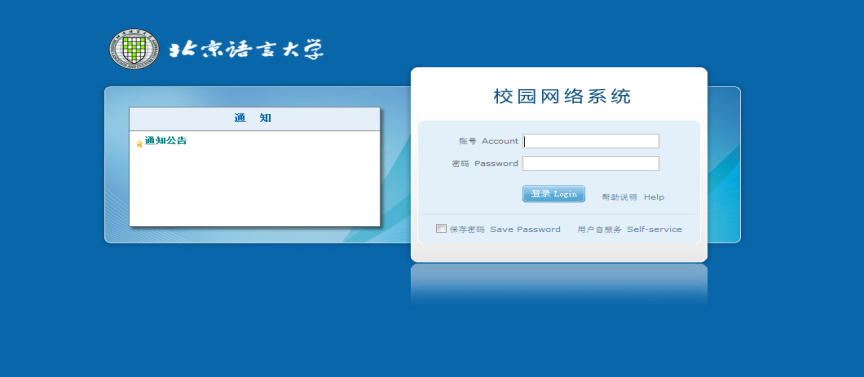 北京语言大学
校园网络系统
通 知
通知公告
账号 Account
密码 Password
登录 Login
帮助说明 Help
保存密码 Save Password
用户自服务 Self-service